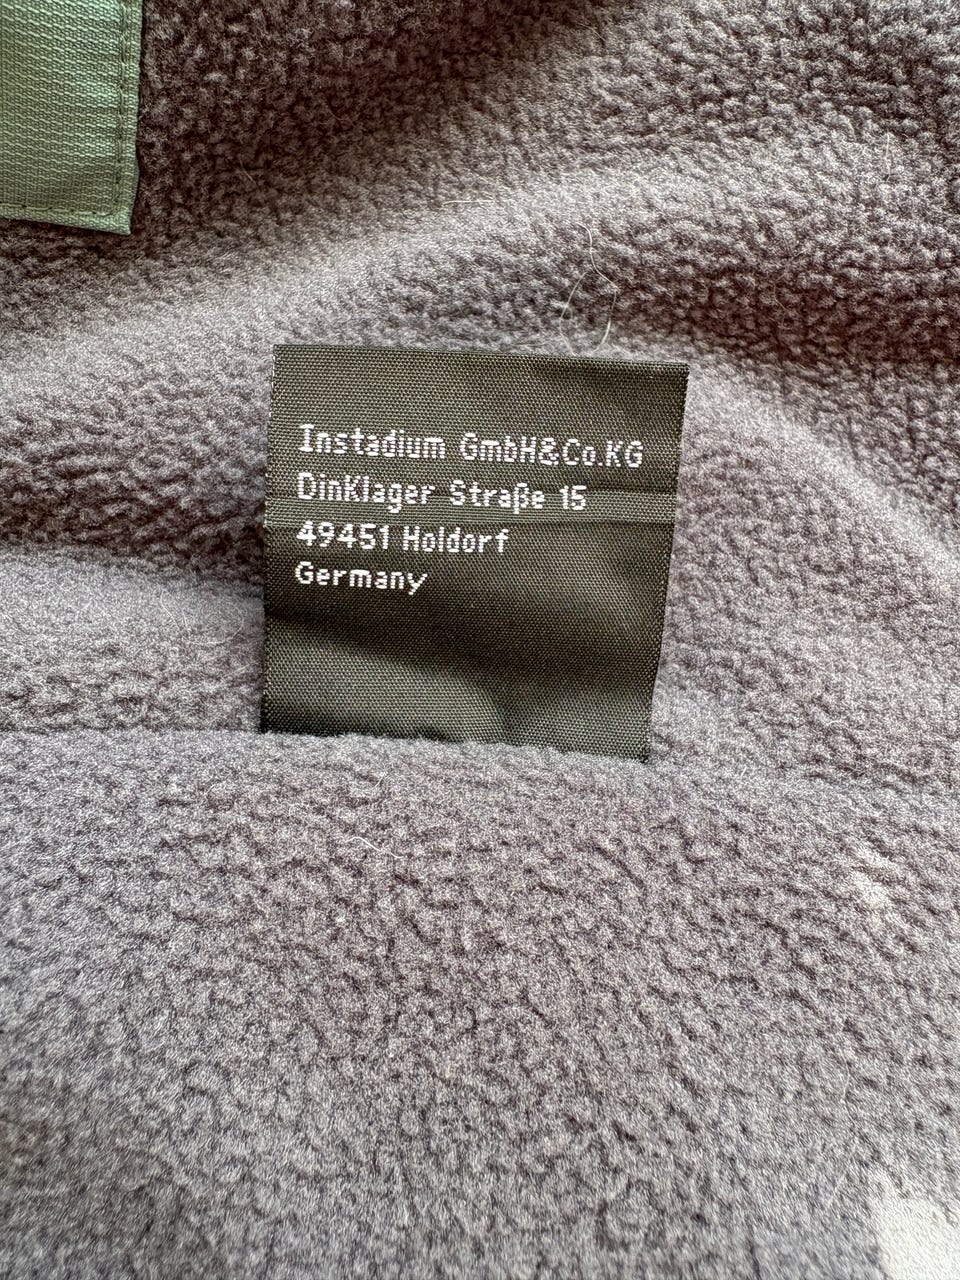 Instadium GmbH&Co.KG
DinKlager Straße 15
49451 Holdorf
Germany